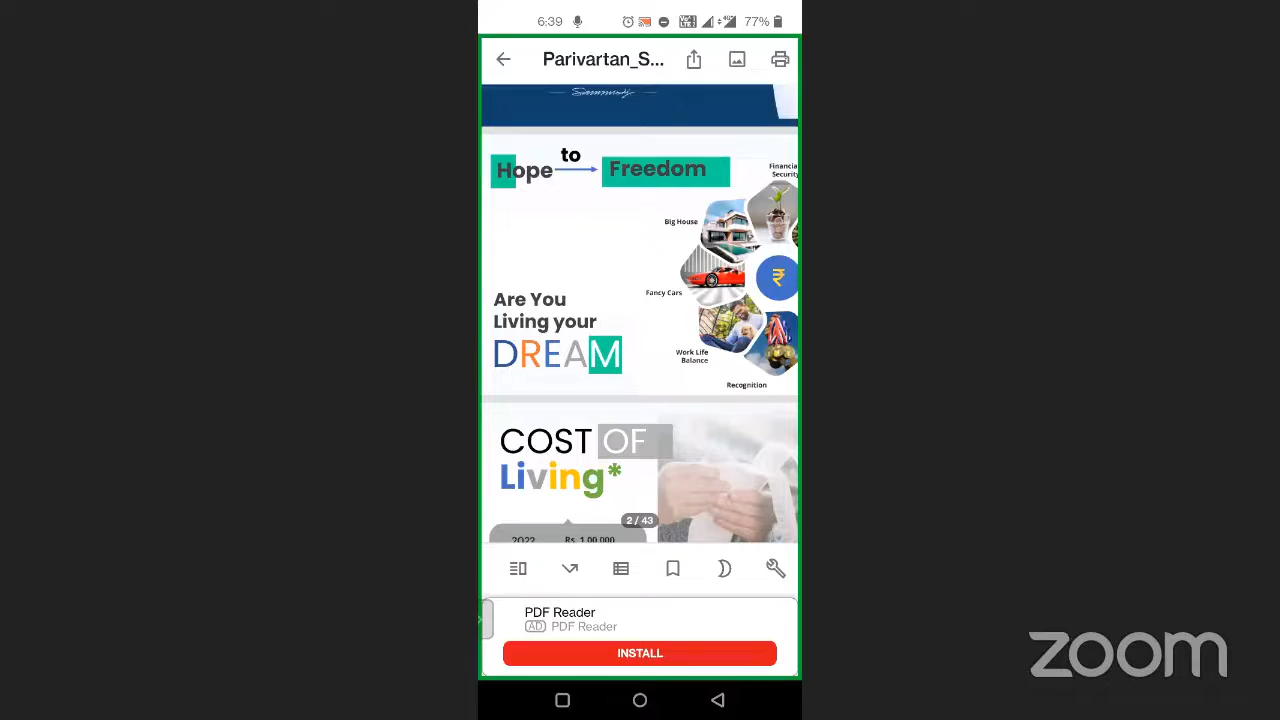 6:39 77%
Parivartan_S...
Hope to Freedom
Financial
Security
Big House
Fancy Cars
Are You
Living your
DREAM
Work Life
Balance
Recognition
COST OF
Living*
2 / 43
2022 Rs. 1,00,000
PDF Reader
AD PDF Reader
INSTALL
zoom